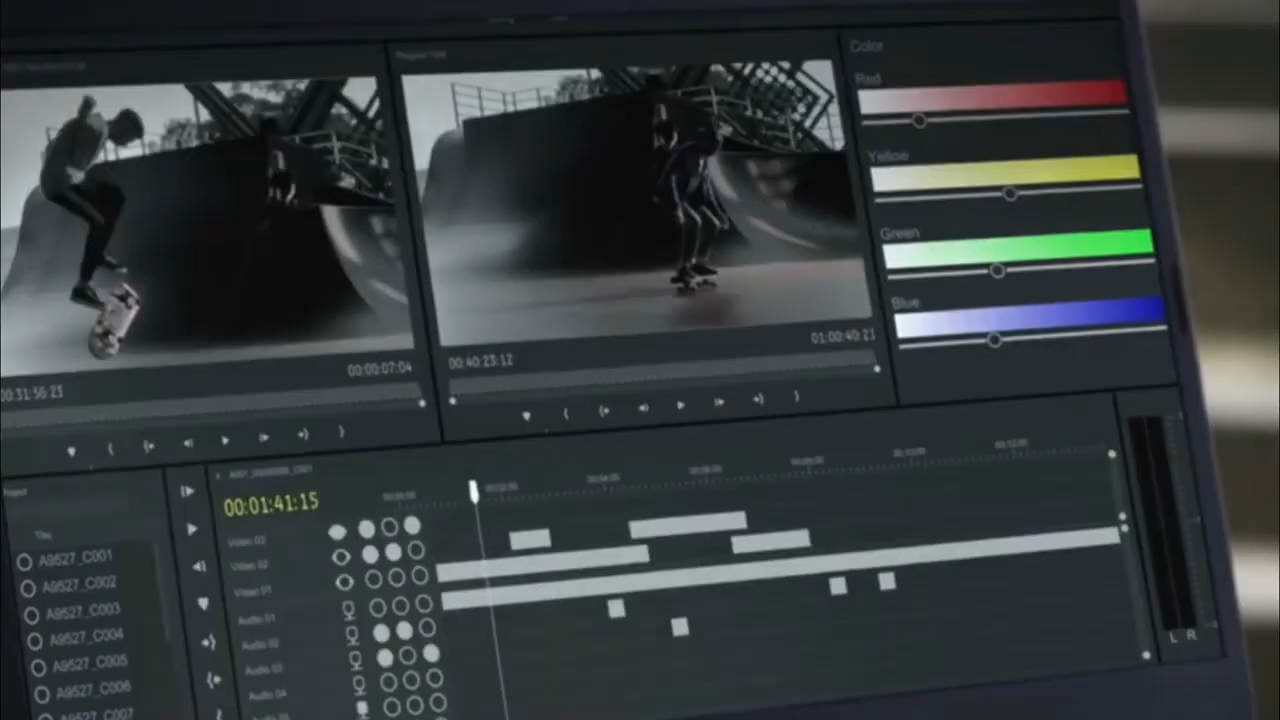 Color
Red
Yellow
Green
Blue
00:31:56:23
00:00:07:04
00:40:23:12
01:00:40:21
00:01:41:15
Title
A9527_C001
A9527_C002
A9527_C003
A9527_C004
A9527_C005
A9527_C006
A9527_C007
Video 03
Video 02
Video 01
Audio 01
Audio 02
Audio 03
Audio 04
L R